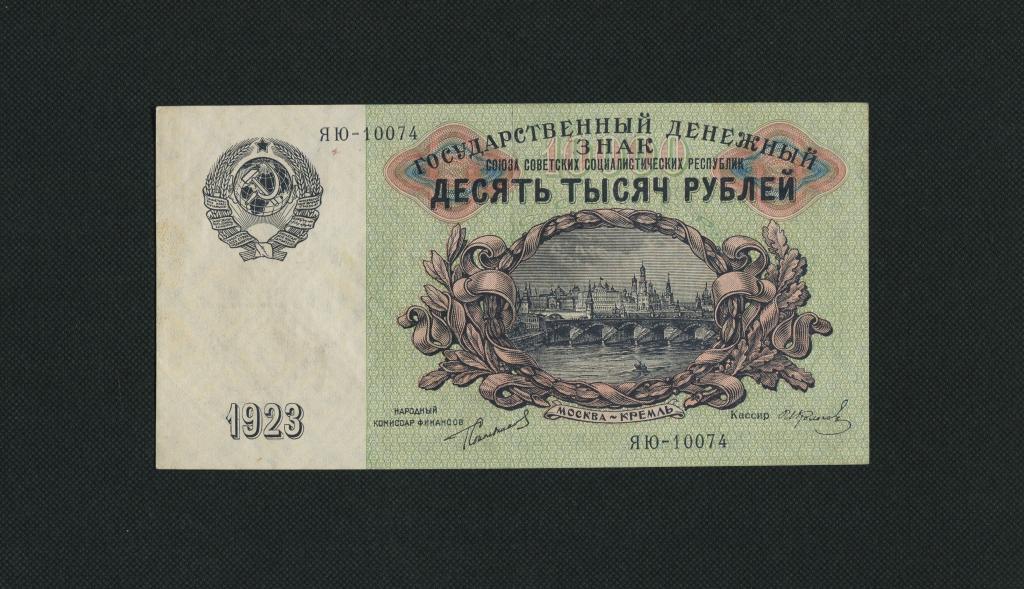 ЯЮ-10074
ГОСУДАРСТВЕННЫЙ ДЕНЕЖНЫЙ
ЗНАК
СОЮЗА СОВЕТСКИХ СОЦИАЛИСТИЧЕСКИХ РЕСПУБЛИК
10000
ДЕСЯТЬ ТЫСЯЧ РУБЛЕЙ
МОСКВА ~ КРЕМЛЬ
1923
НАРОДНЫЙ
КОМИССАР ФИНАНСОВ
Кассир
ЯЮ-10074